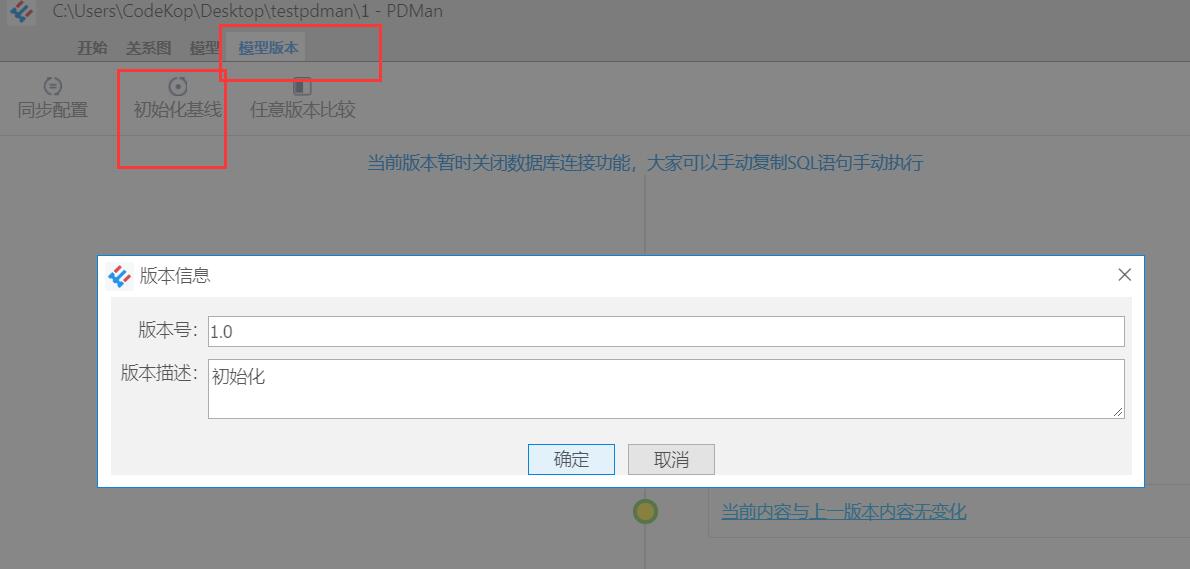 C:\Users\CodeKop\Desktop\testpdman\1 - PDMan
开始 关系图 模型 模型版本
同步配置 初始化基线 任意版本比较
当前版本暂时关闭数据库连接功能，大家可以手动复制SQL语句手动执行
版本信息
版本号： 1.0
版本描述： 初始化
确定 取消
当前内容与上一版本内容无变化